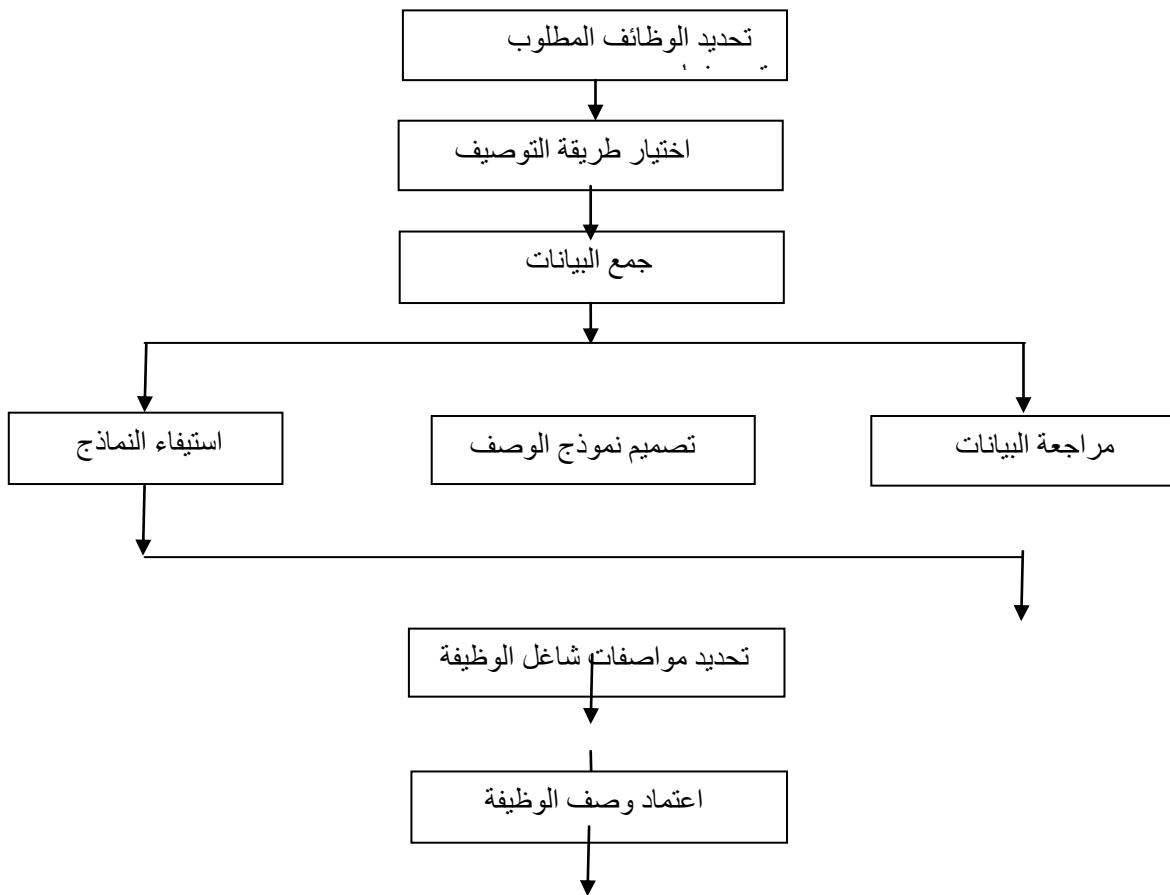 تحديد الوظائف المطلوب
اختيار طريقة التوصيف
جمع البيانات
مراجعة البيانات
تصميم نموذج الوصف
استيفاء النماذج
تحديد مواصفات شاغل الوظيفة
اعتماد وصف الوظيفة